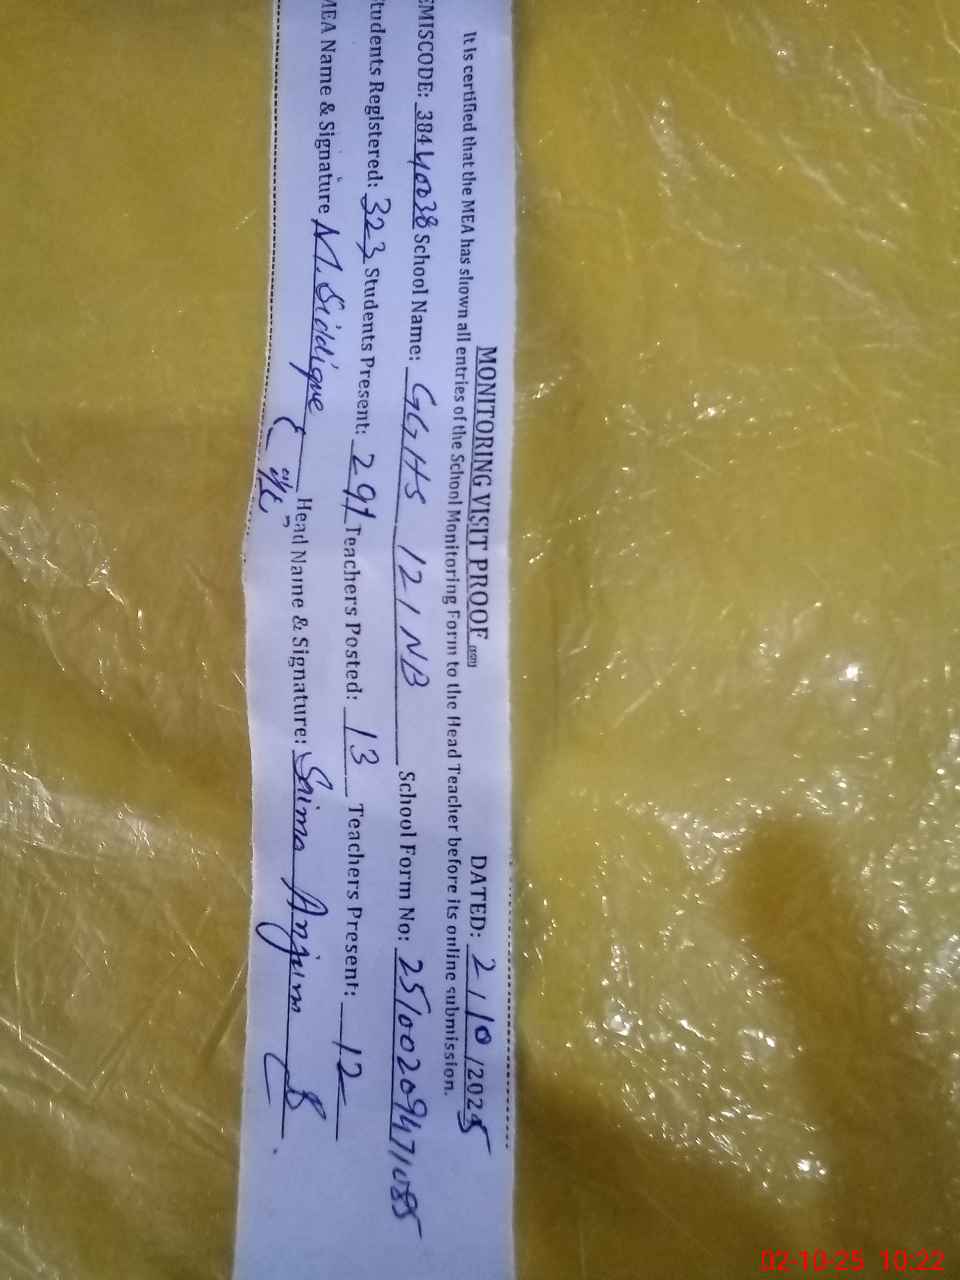 MONITORING VISIT PROOF DATED: 2/10/2025
It is certified that the MEA has shown all entries of the School Monitoring Form to the Head Teacher before its online submission.
EMISCODE: 38440038 School Name: GGHS 121NB School Form No: 25100209471085
Students Registered: 323 Students Present: 291 Teachers Posted: 13 Teachers Present: 12
MEA Name & Signature M. Siddique Head Name & Signature: Saima Anjum
02-10-25 10:22